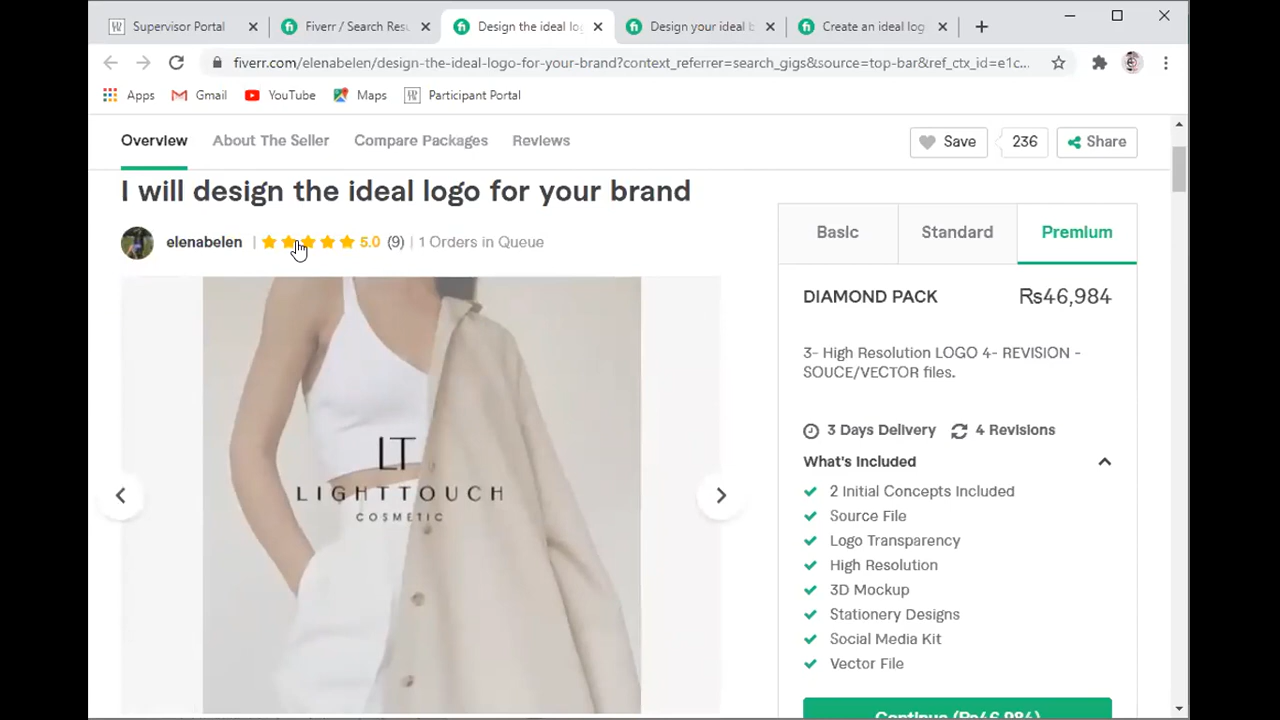 Supervisor Portal
Fiverr / Search Resu
Design the ideal log
Design your ideal b
Create an ideal logo
fiverr.com/elenabelen/design-the-ideal-logo-for-your-brand?context_referrer=search_gigs&source=top-bar&ref_ctx_id=e1c...
Apps Gmail YouTube Maps Participant Portal
Overview About The Seller Compare Packages Reviews Save 236 Share
I will design the ideal logo for your brand
elenabelen | 5.0 (9) | 1 Orders in Queue
Basic Standard Premium
DIAMOND PACK Rs46,984
3- High Resolution LOGO 4- REVISION -
SOUCE/VECTOR files.
3 Days Delivery 4 Revisions
What's Included
2 Initial Concepts Included
Source File
Logo Transparency
High Resolution
3D Mockup
Stationery Designs
Social Media Kit
Vector File
Continue (Rs46,984)
LT
LIGHTTOUCH
COSMETIC